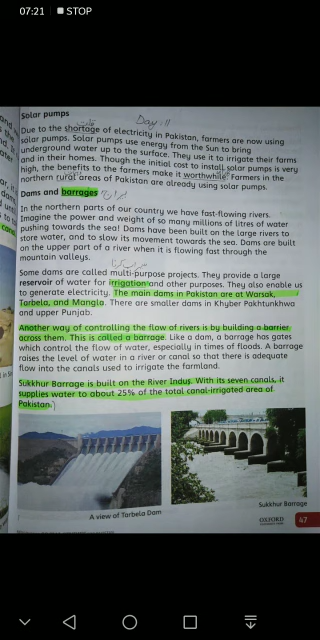 07:21 STOP
Solar pumps
Day: 11
Due to the shortage of electricity in Pakistan, farmers are now using
solar pumps. Solar pumps use energy from the Sun to bring
underground water up to the surface. They use it to irrigate their farms
and in their homes. Though the initial cost to install solar pumps is very
high, the benefits to the farmers make it worthwhile. Farmers in the
northern rural areas of Pakistan are already using solar pumps.
Dams and barrages
In the northern parts of our country we have fast-flowing rivers.
Imagine the power and weight of so many millions of litres of water
pushing towards the sea! Dams have been built on the large rivers to
store water, and to slow its movement towards the sea. Dams are built
on the upper part of a river when it is flowing fast through the
mountain valleys.
Some dams are called multi-purpose projects. They provide a large
reservoir of water for irrigation and other purposes. They also enable us
to generate electricity. The main dams in Pakistan are at Warsak,
Tarbela, and Mangla. There are smaller dams in Khyber Pakhtunkhwa
and upper Punjab.
Another way of controlling the flow of rivers is by building a barrier
across them. This is called a barrage. Like a dam, a barrage has gates
which control the flow of water, especially in times of floods. A barrage
raises the level of water in a river or canal so that there is adequate
flow into the canals used to irrigate the farmland.
Sukkur Barrage is built on the River Indus. With its seven canals, it
supplies water to about 25% of the total canal-irrigated area of
Pakistan.
A view of Tarbela Dam
Sukkhur Barrage
OXFORD
47